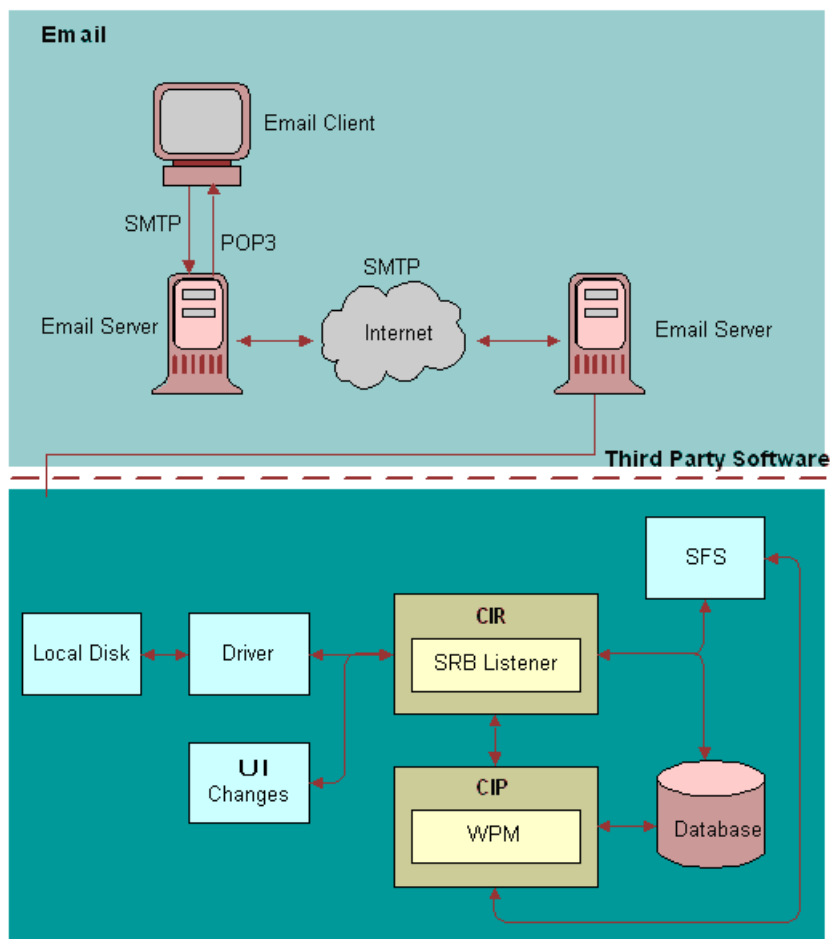 Email
Email Client
SMTP
POP3
SMTP
Email Server
Internet
Email Server
Third Party Software
SFS
CIR
Local Disk
Driver
SRB Listener
UI
Changes
CIP
WPM
Database